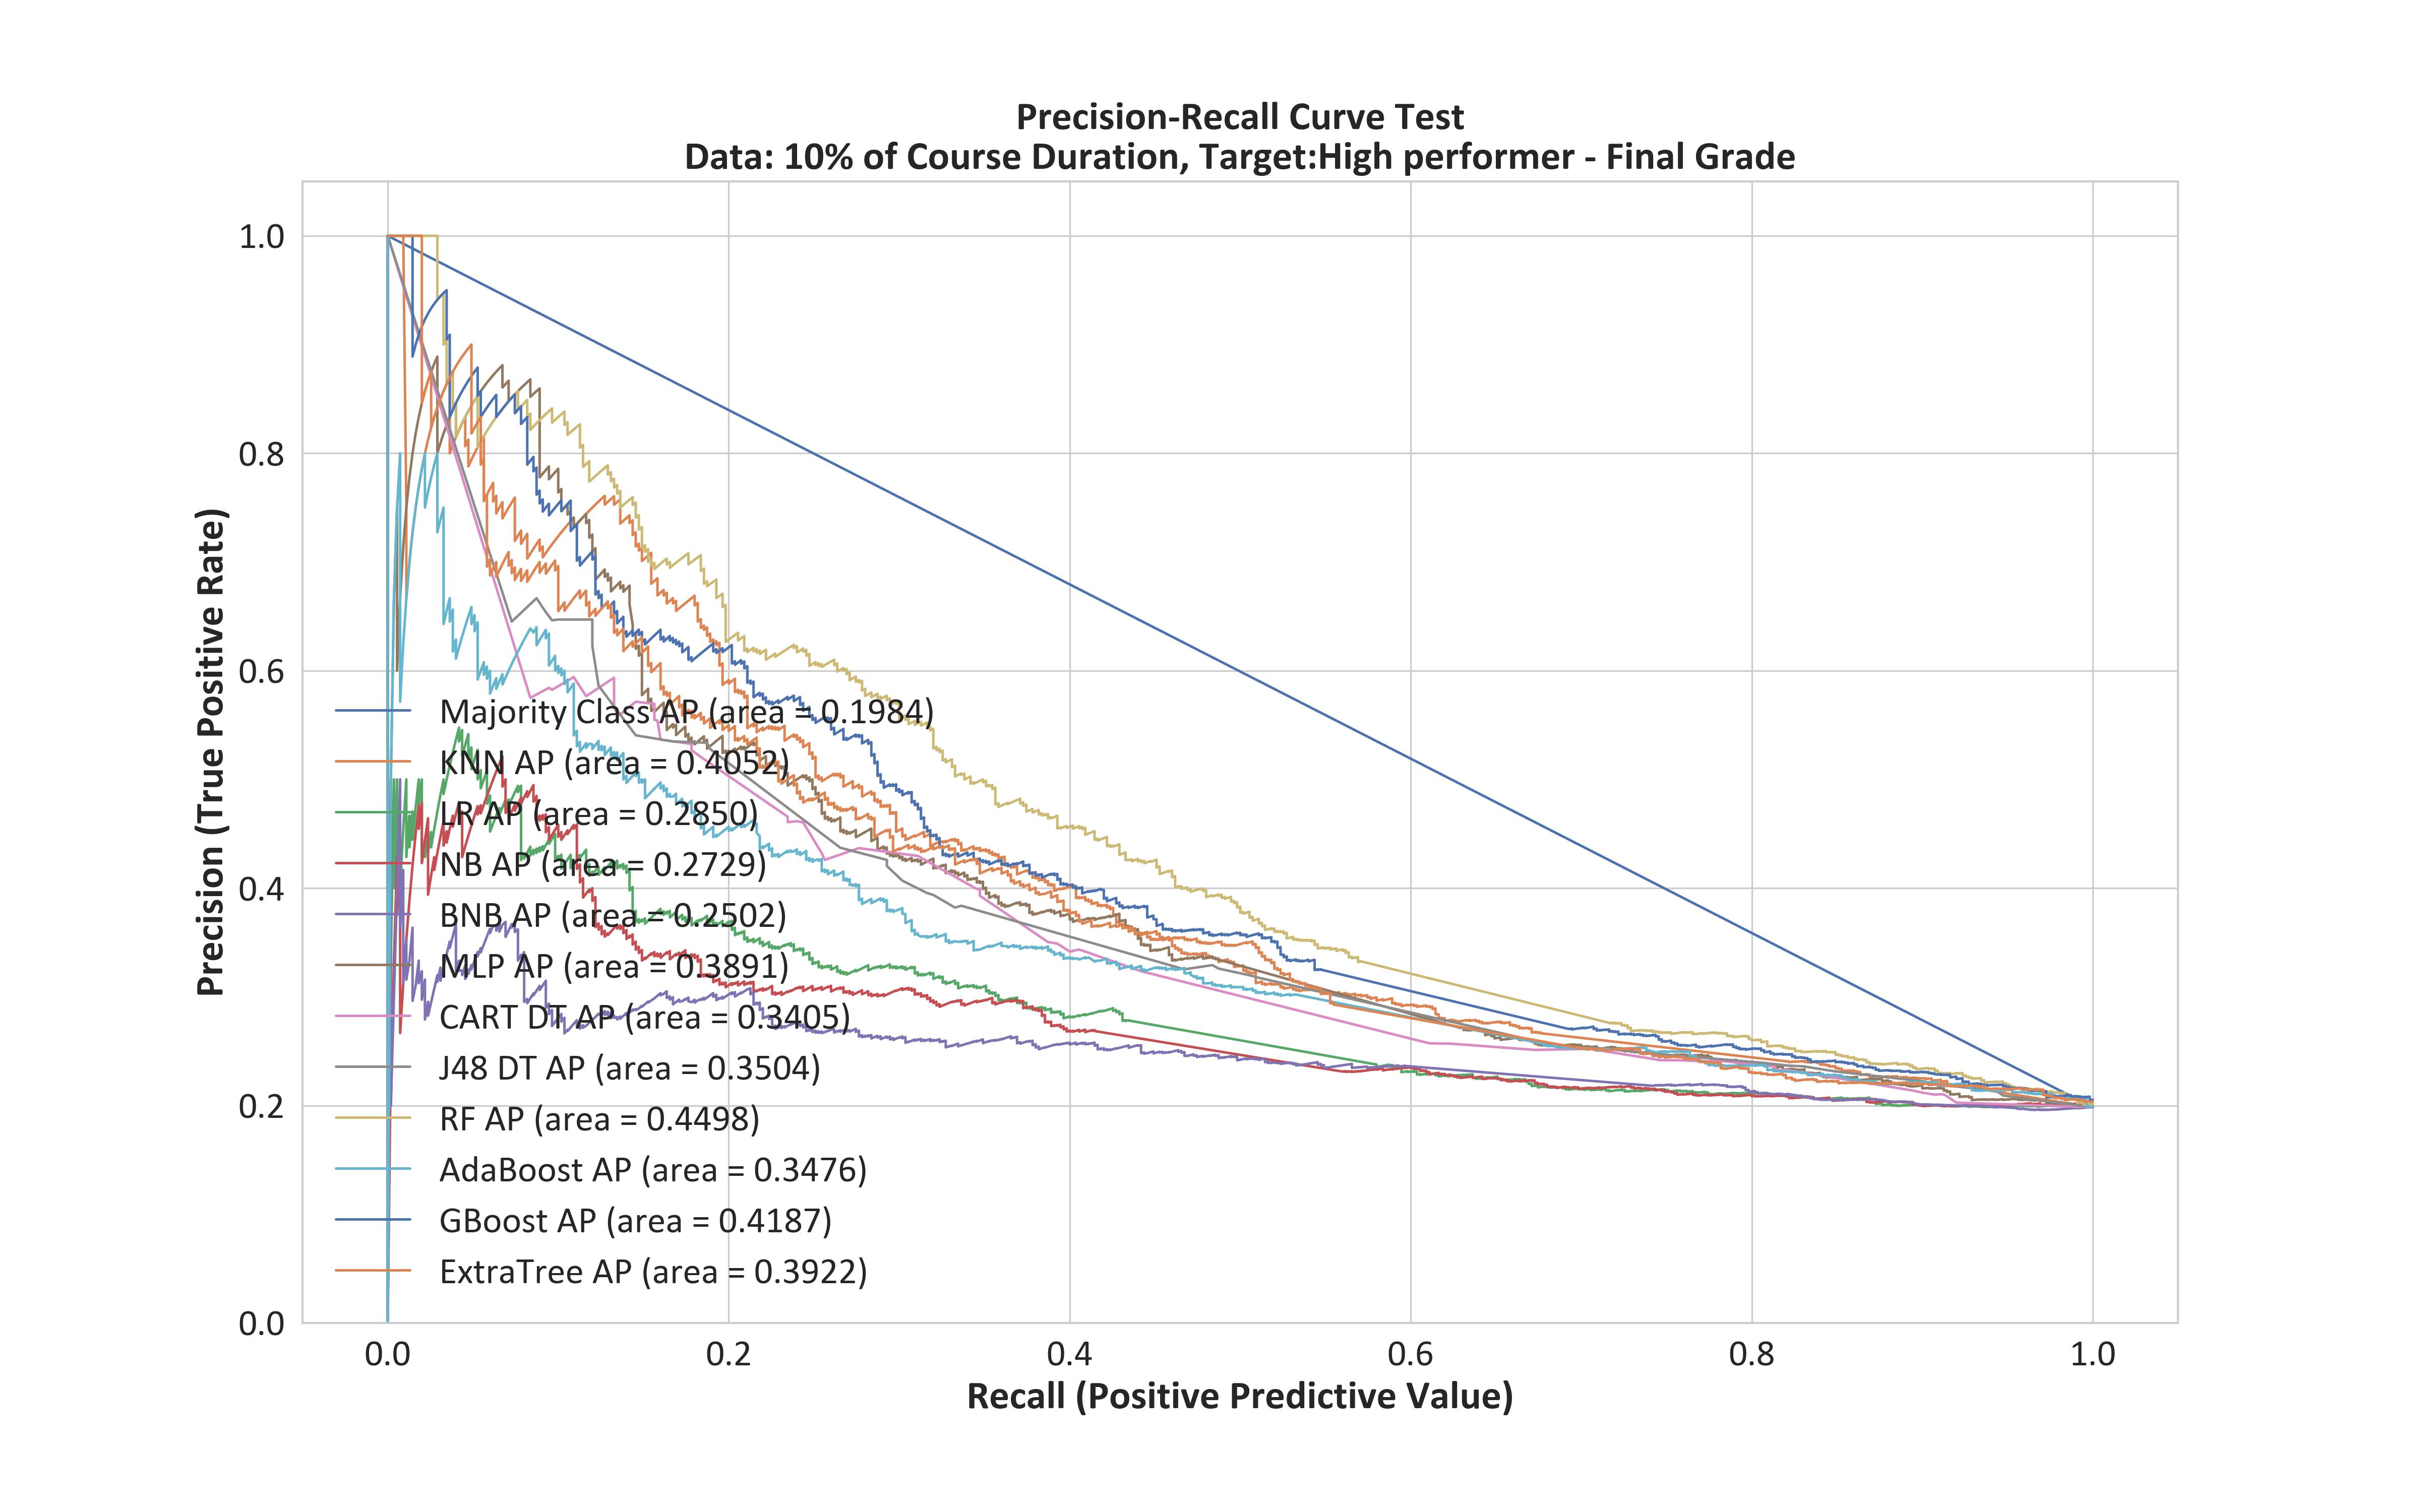 Precision-Recall Curve Test
Data: 10% of Course Duration, Target:High performer - Final Grade
Precision (True Positive Rate)
1.0
0.8
0.6
0.4
0.2
0.0
Majority Class AP (area = 0.1984)
KNN AP (area = 0.4052)
LR AP (area = 0.2850)
NB AP (area = 0.2729)
BNB AP (area = 0.2502)
MLP AP (area = 0.3891)
CART DT AP (area = 0.3405)
J48 DT AP (area = 0.3504)
RF AP (area = 0.4498)
AdaBoost AP (area = 0.3476)
GBoost AP (area = 0.4187)
ExtraTree AP (area = 0.3922)
0.0 0.2 0.4 0.6 0.8 1.0
Recall (Positive Predictive Value)